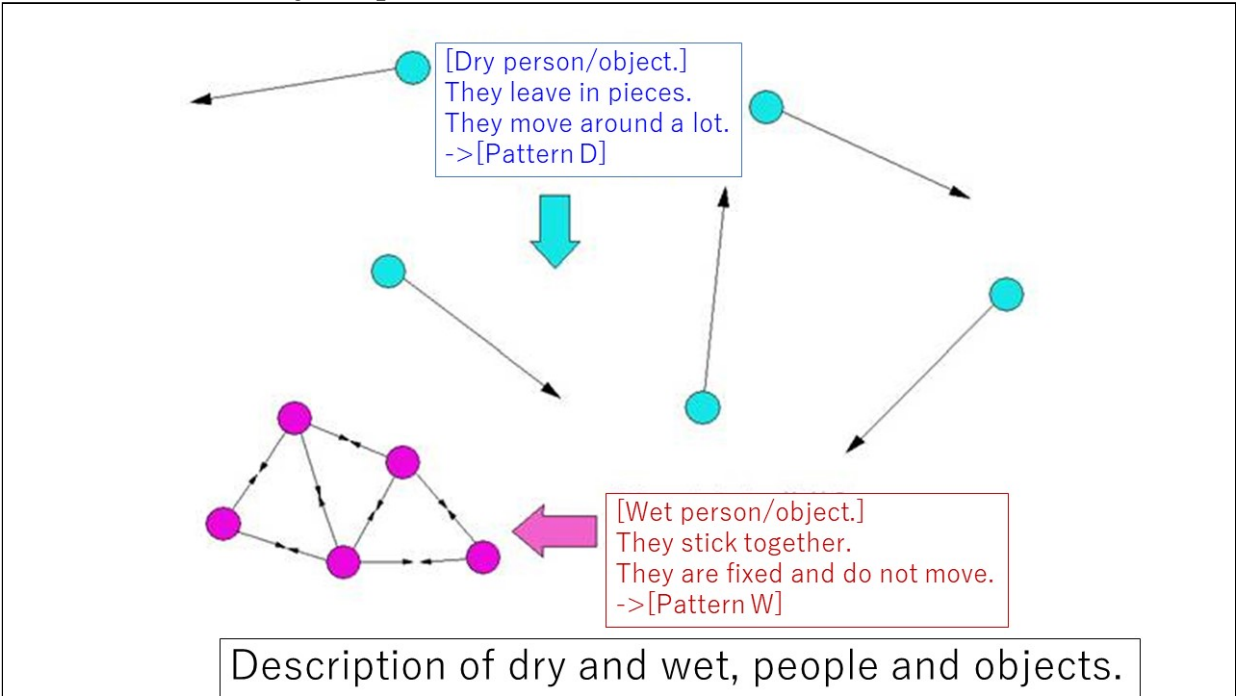 [Dry person/object.]
They leave in pieces.
They move around a lot.
->[Pattern D]
[Wet person/object.]
They stick together.
They are fixed and do not move.
->[Pattern W]
Description of dry and wet, people and objects.